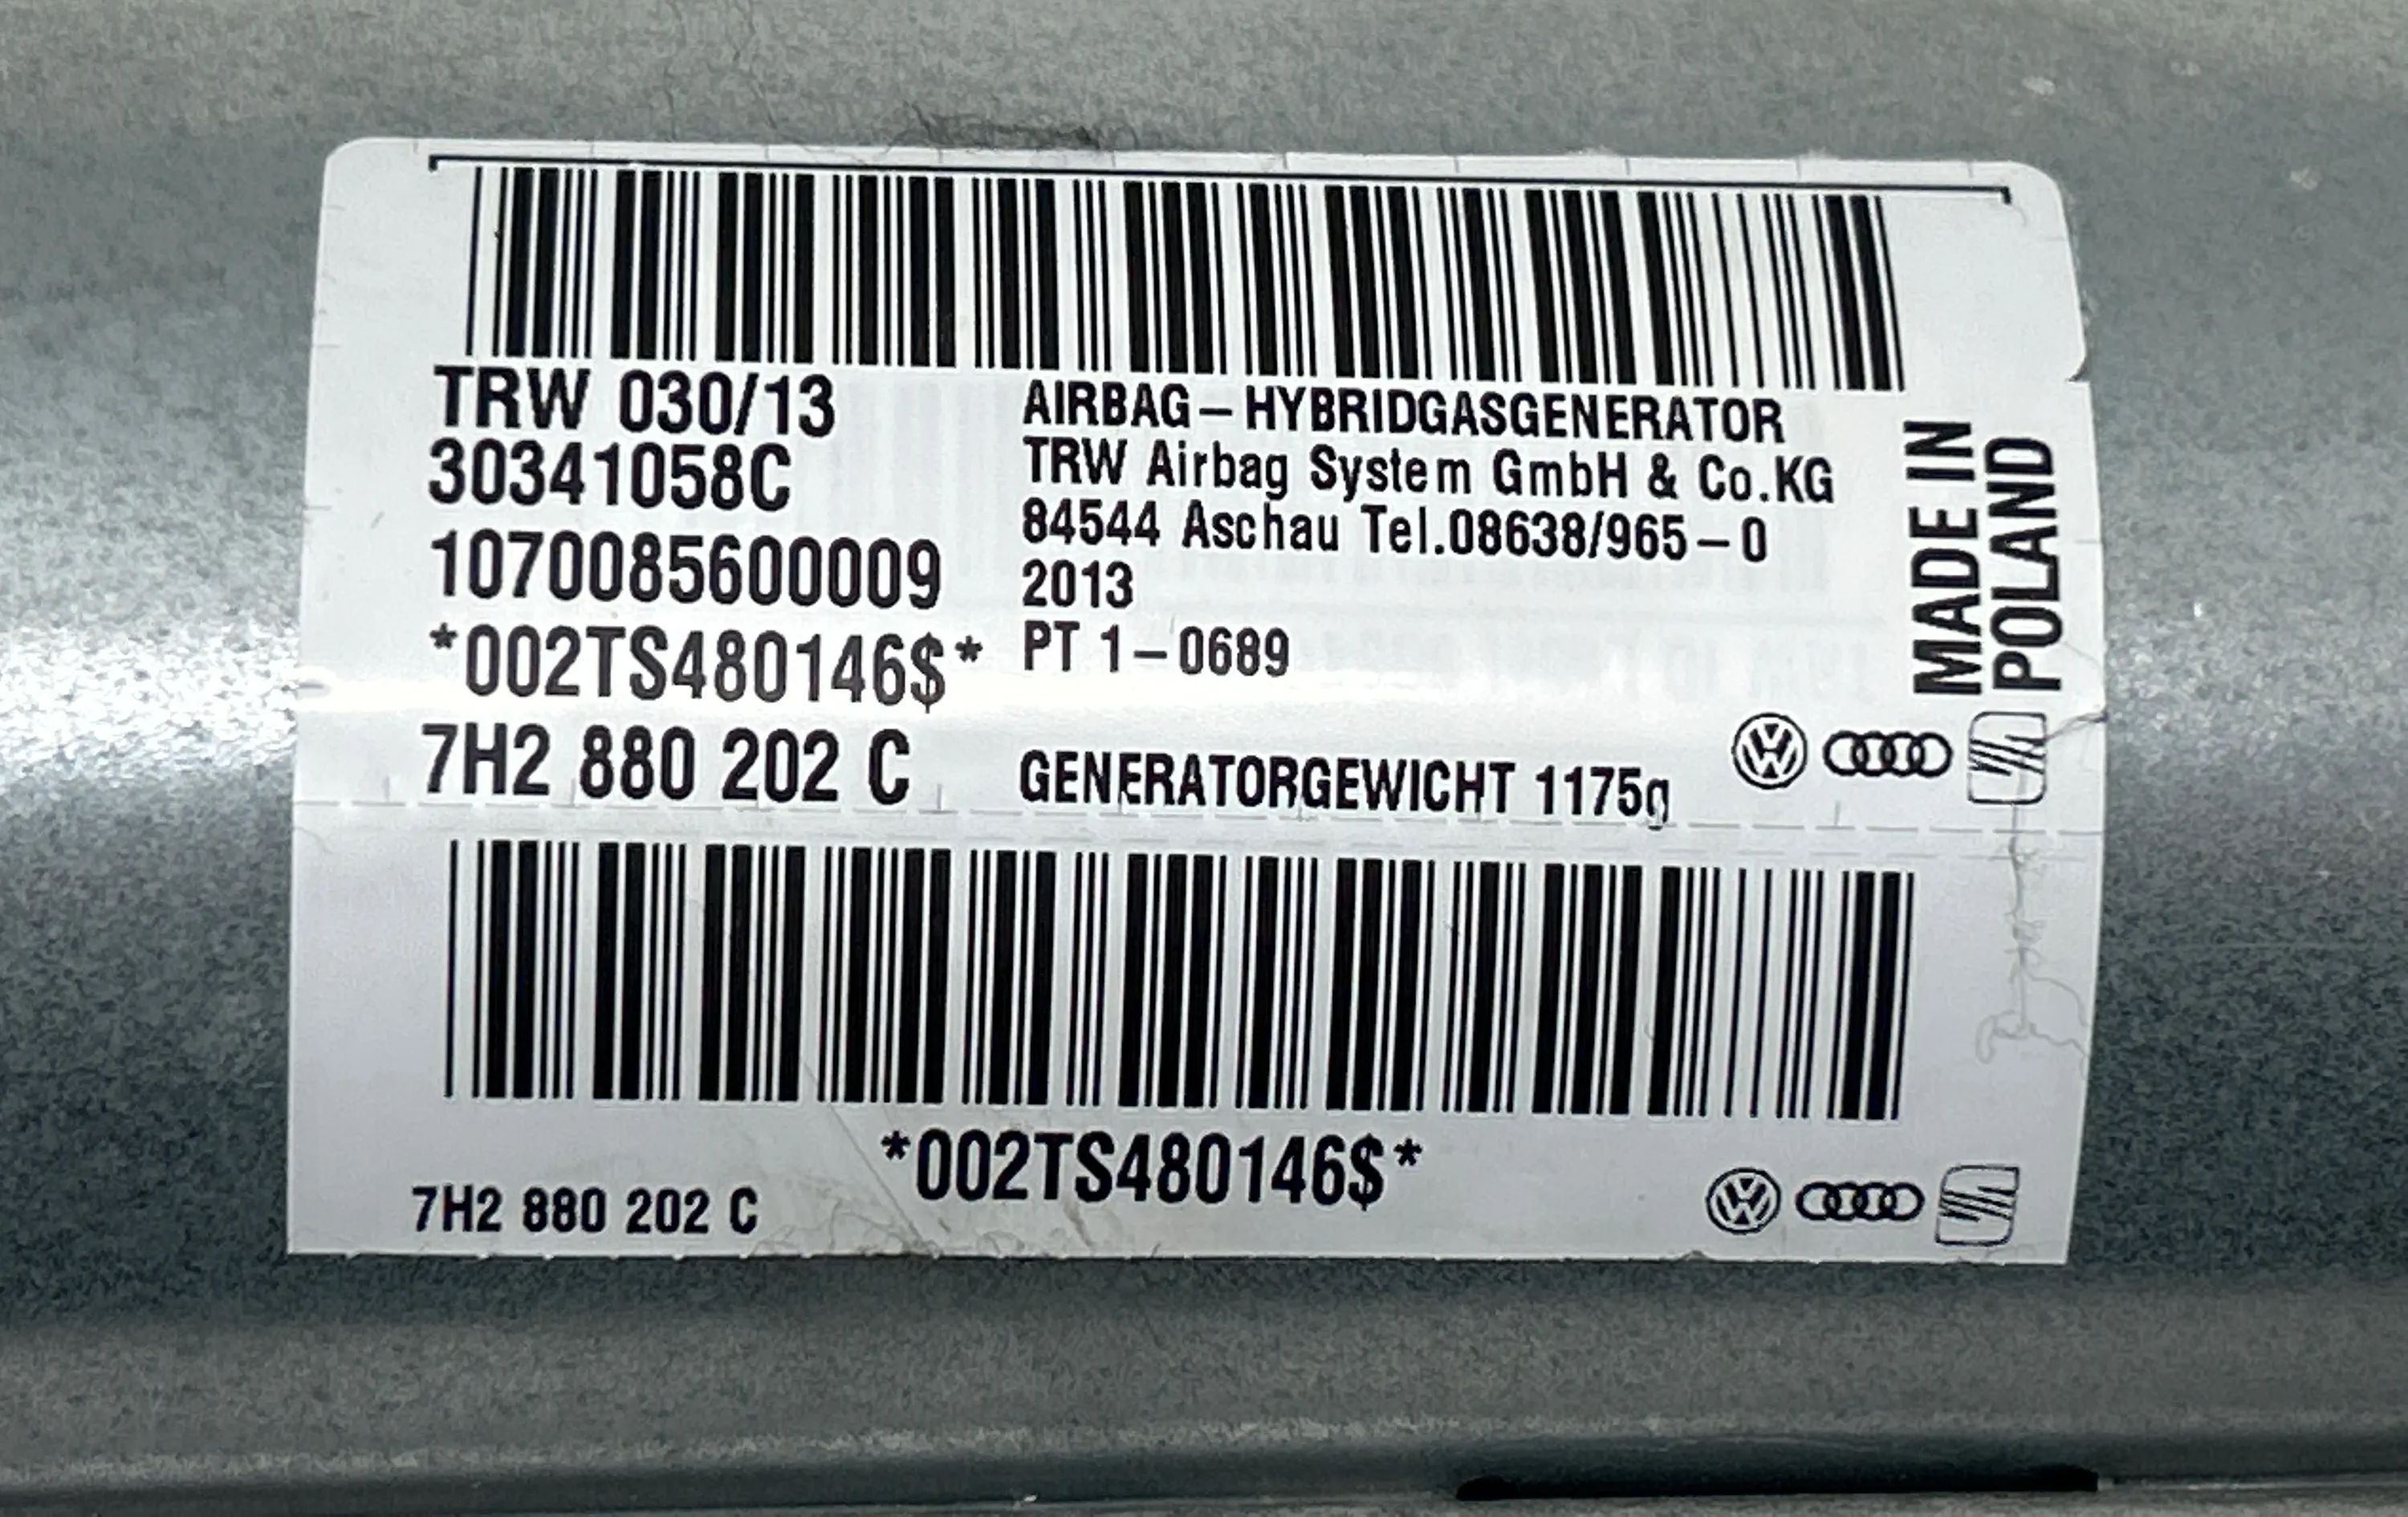 TRW 030/13
30341058C
1070085600009
*002TS480146$*
7H2 880 202 C
AIRBAG – HYBRIDGASGENERATOR
TRW Airbag System GmbH & Co.KG
84544 Aschau Tel.08638/965 – 0
2013
PT 1 – 0689
GENERATORGEWICHT 1175g
MADE IN
POLAND
*002TS480146$*
7H2 880 202 C